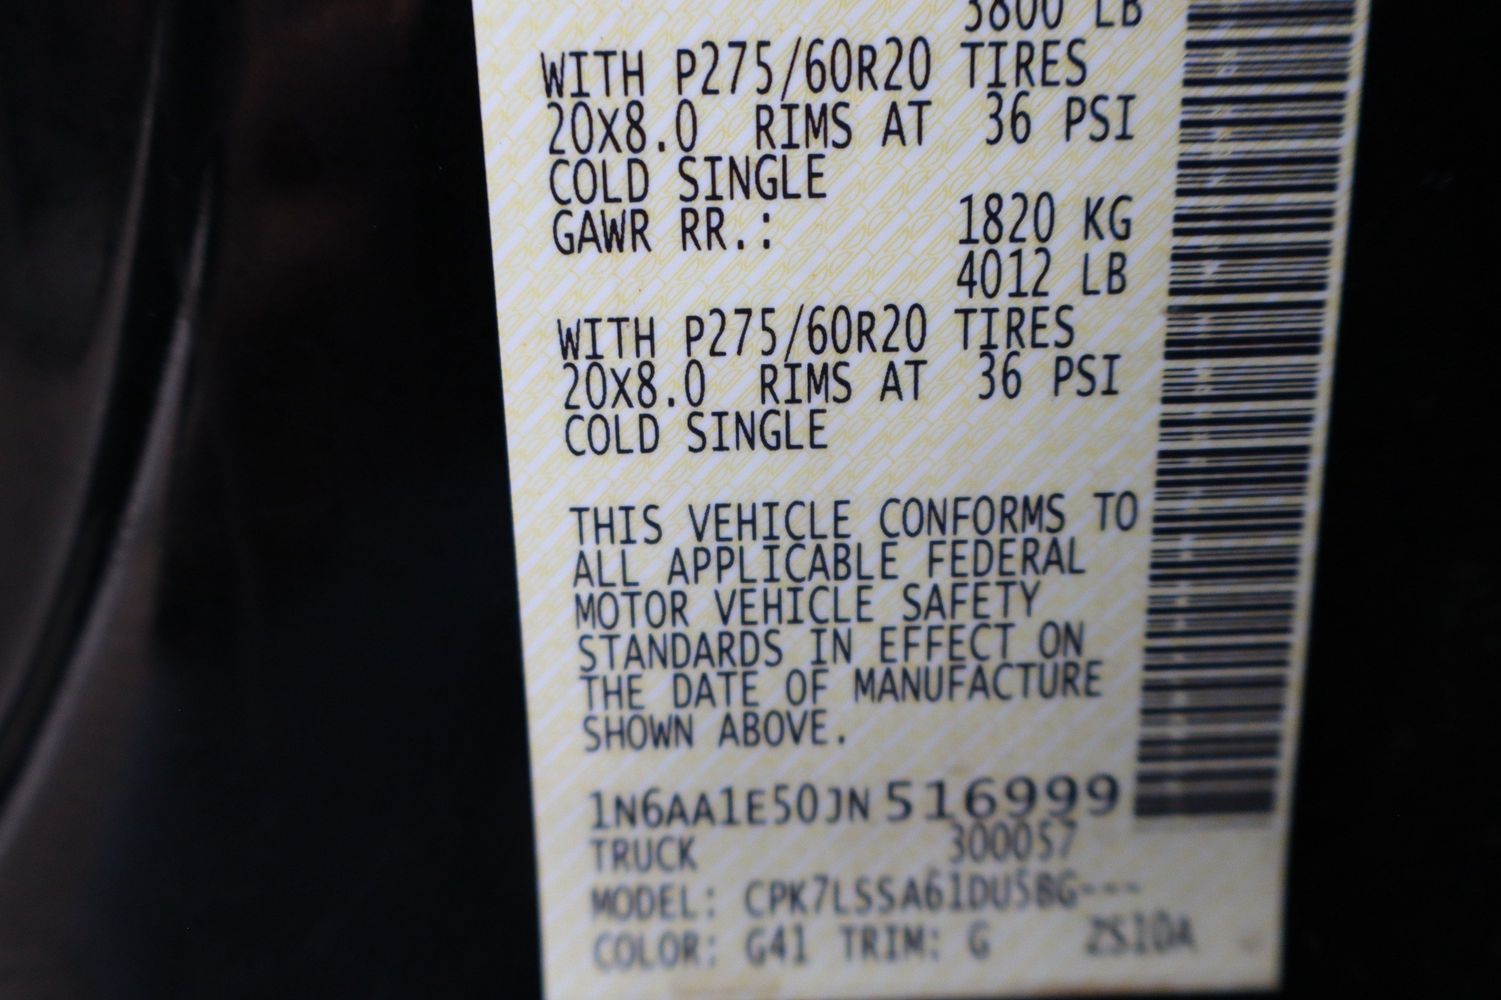 3800 LB
WITH P275/60R20 TIRES
20X8.0 RIMS AT 36 PSI
COLD SINGLE
GAWR RR.: 1820 KG
4012 LB
WITH P275/60R20 TIRES
20X8.0 RIMS AT 36 PSI
COLD SINGLE
THIS VEHICLE CONFORMS TO
ALL APPLICABLE FEDERAL
MOTOR VEHICLE SAFETY
STANDARDS IN EFFECT ON
THE DATE OF MANUFACTURE
SHOWN ABOVE.
1N6AA1E50JN516999
TRUCK 300057
MODEL: CPK7LSSA61DU5BG---
COLOR: G41 TRIM: G 2S10A